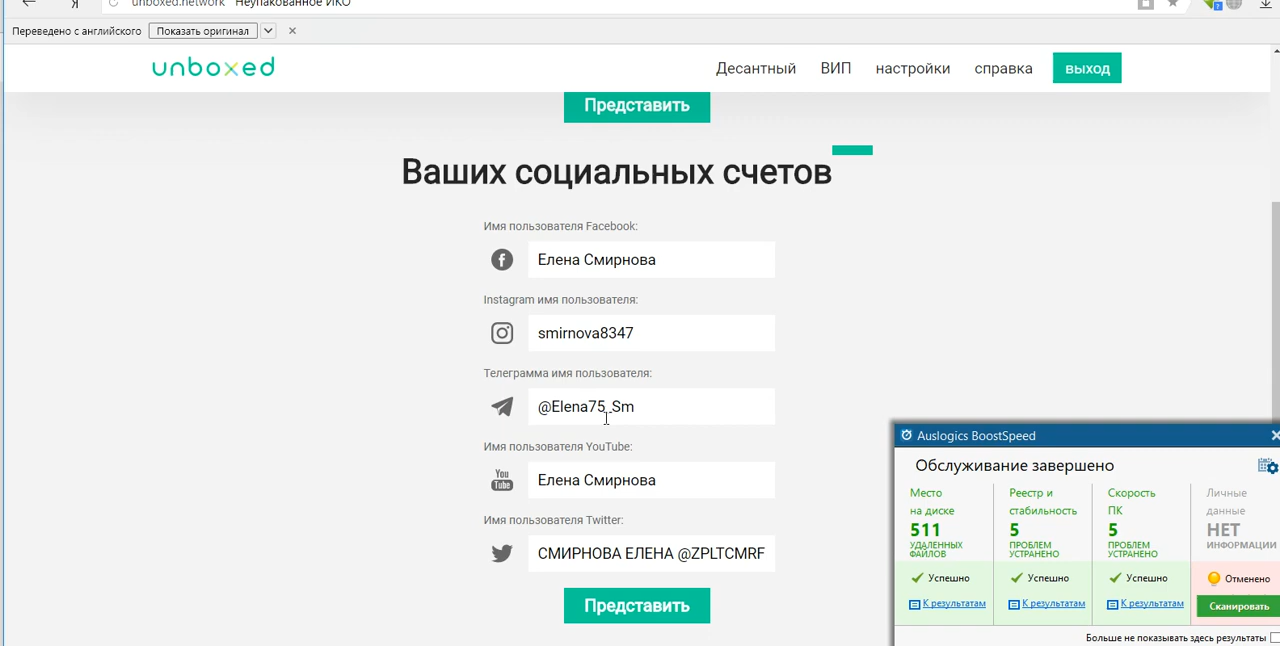 unboxed.network Неупакованное ИКО
Переведено с английского Показать оригинал
unboxed Десантный ВИП настройки справка выход
Представить
Ваших социальных счетов
Имя пользователя Facebook:
Елена Смирнова
Instagram имя пользователя:
smirnova8347
Телеграмма имя пользователя:
@Elena75_Sm
Имя пользователя YouTube:
You Tube Елена Смирнова
Имя пользователя Twitter:
СМИРНОВА ЕЛЕНА @ZPLTCMRF
Представить
Auslogics BoostSpeed
Обслуживание завершено
Место
на диске
511
УДАЛЕННЫХ
ФАЙЛОВ
Успешно
К результатам
Реестр и
стабильность
5
ПРОБЛЕМ
УСТРАНЕНО
Успешно
К результатам
Скорость
ПК
5
ПРОБЛЕМ
УСТРАНЕНО
Успешно
К результатам
Личные
данные
НЕТ
ИНФОРМАЦИИ
Отменено
Сканировать
Больше не показывать здесь результаты